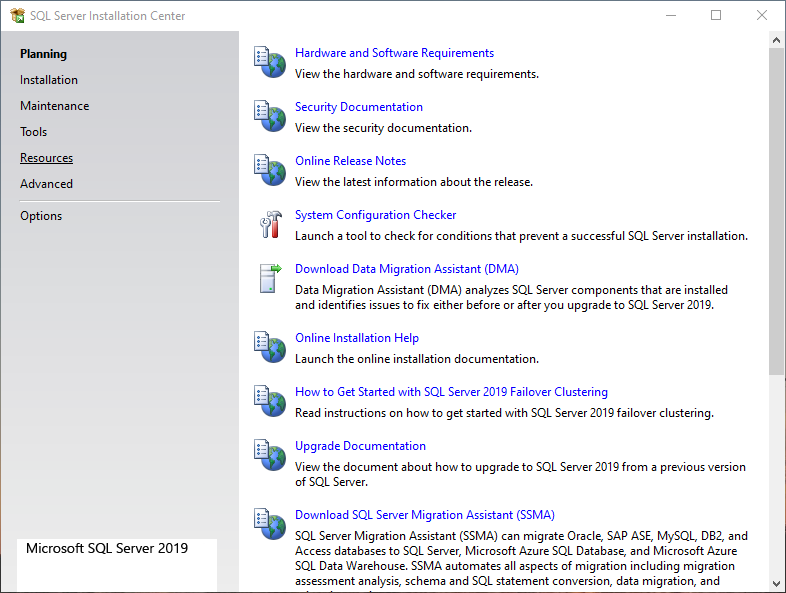 SQL Server Installation Center
Planning
Installation
Maintenance
Tools
Resources
Advanced
Options
Microsoft SQL Server 2019
Hardware and Software Requirements
View the hardware and software requirements.
Security Documentation
View the security documentation.
Online Release Notes
View the latest information about the release.
System Configuration Checker
Launch a tool to check for conditions that prevent a successful SQL Server installation.
Download Data Migration Assistant (DMA)
Data Migration Assistant (DMA) analyzes SQL Server components that are installed
and identifies issues to fix either before or after you upgrade to SQL Server 2019.
Online Installation Help
Launch the online installation documentation.
How to Get Started with SQL Server 2019 Failover Clustering
Read instructions on how to get started with SQL Server 2019 failover clustering.
Upgrade Documentation
View the document about how to upgrade to SQL Server 2019 from a previous version
of SQL Server.
Download SQL Server Migration Assistant (SSMA)
SQL Server Migration Assistant (SSMA) can migrate Oracle, SAP ASE, MySQL, DB2, and
Access databases to SQL Server, Microsoft Azure SQL Database, and Microsoft Azure
SQL Data Warehouse. SSMA automates all aspects of migration including migration
assessment analysis, schema and SQL statement conversion, data migration, and